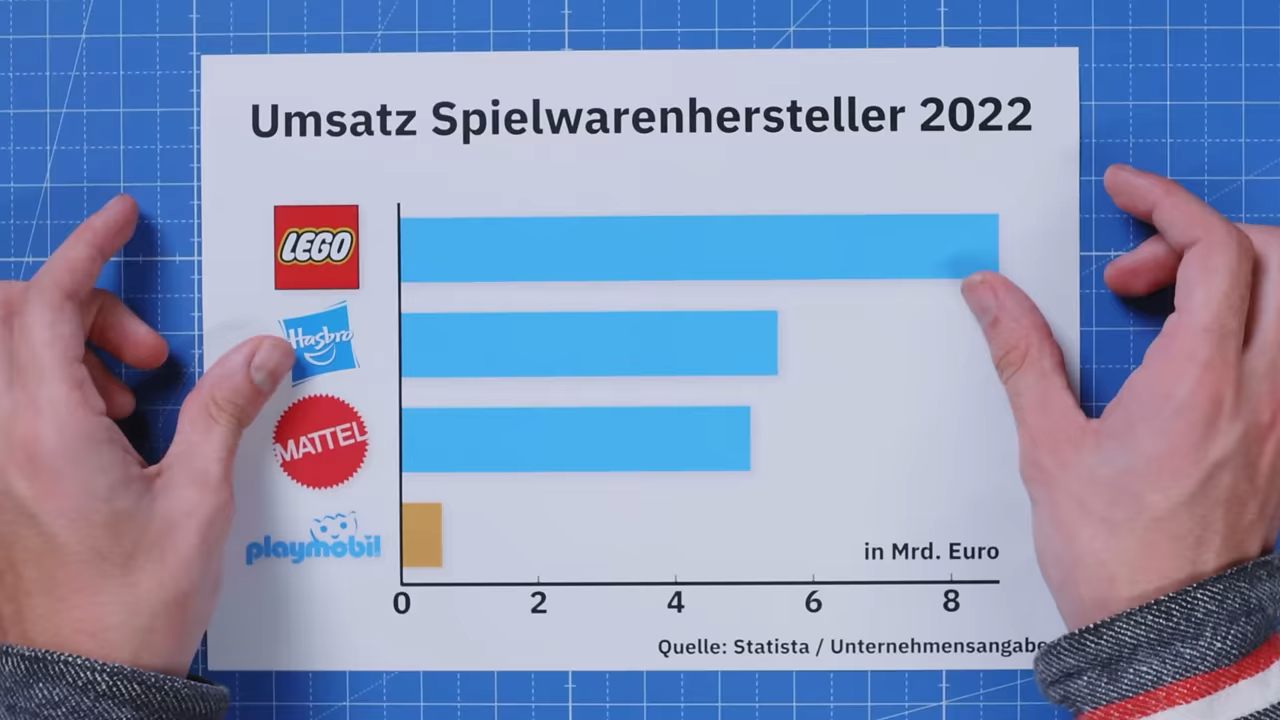 Umsatz Spielwarenhersteller 2022
LEGO
Hasbro
MATTEL
playmobil
in Mrd. Euro
0 2 4 6 8
Quelle: Statista / Unternehmensangabe